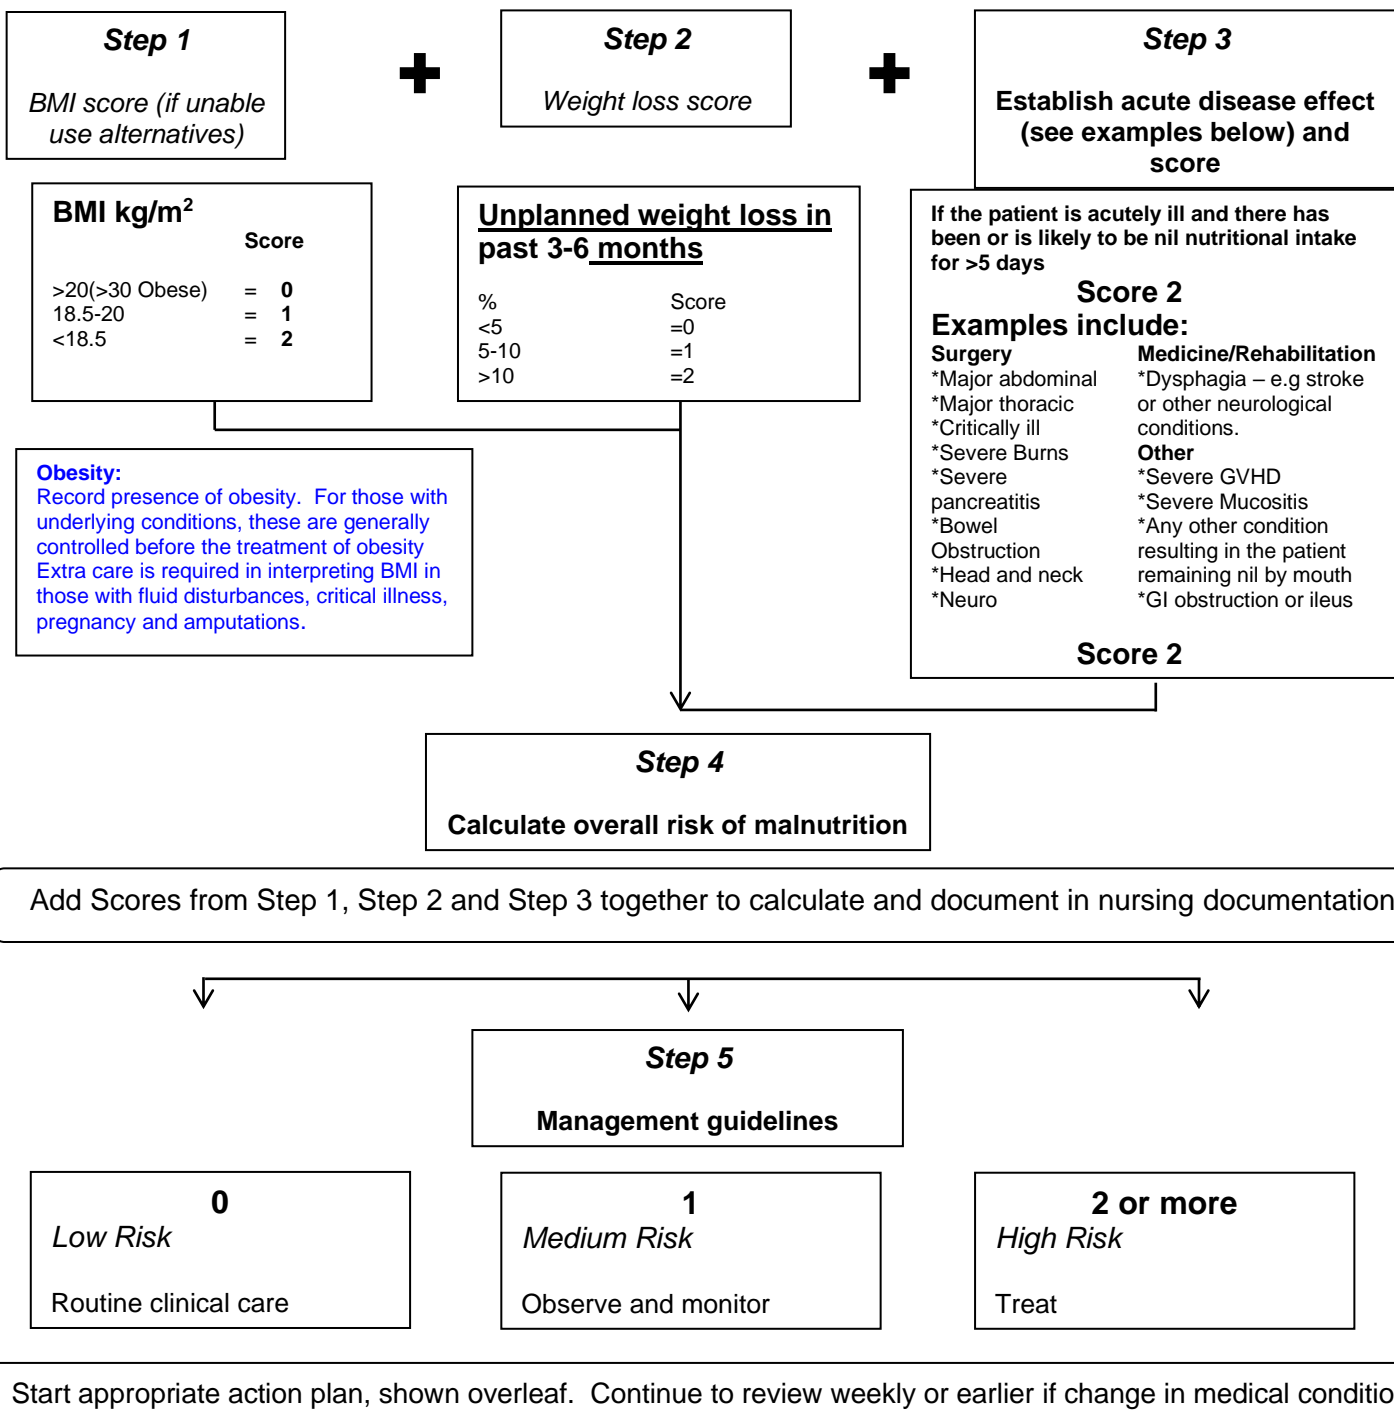 Step 1
BMI score (if unable
use alternatives)
Step 2
Weight loss score
Step 3
Establish acute disease effect
(see examples below) and
score
BMI kg/m²
Score
>20(>30 Obese) = 0
18.5-20 = 1
<18.5 = 2
Unplanned weight loss in
past 3-6 months
% Score
<5 =0
5-10 =1
>10 =2
If the patient is acutely ill and there has
been or is likely to be nil nutritional intake
for >5 days
Score 2
Examples include:
Surgery
*Major abdominal
*Major thoracic
*Critically ill
*Severe Burns
*Severe
pancreatitis
*Bowel
Obstruction
*Head and neck
*Neuro
Medicine/Rehabilitation
*Dysphagia – e.g stroke
or other neurological
conditions.
Other
*Severe GVHD
*Severe Mucositis
*Any other condition
resulting in the patient
remaining nil by mouth
*GI obstruction or ileus
Score 2
Obesity:
Record presence of obesity. For those with
underlying conditions, these are generally
controlled before the treatment of obesity
Extra care is required in interpreting BMI in
those with fluid disturbances, critical illness,
pregnancy and amputations.
Step 4
Calculate overall risk of malnutrition
Add Scores from Step 1, Step 2 and Step 3 together to calculate and document in nursing documentation
Step 5
Management guidelines
0
Low Risk
Routine clinical care
1
Medium Risk
Observe and monitor
2 or more
High Risk
Treat
Start appropriate action plan, shown overleaf. Continue to review weekly or earlier if change in medical conditio